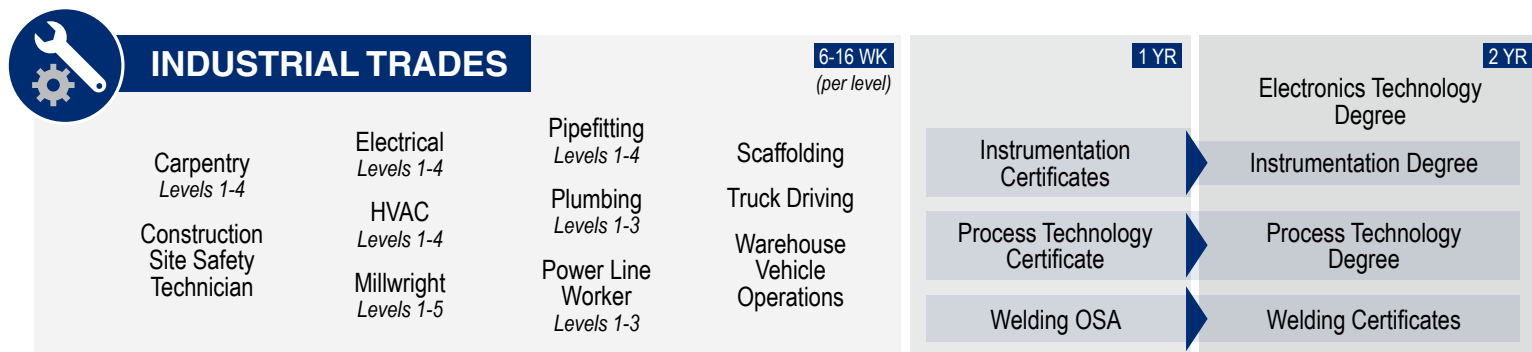 INDUSTRIAL TRADES
6-16 WK
(per level)
Carpentry
Levels 1-4
Construction
Site Safety
Technician
Electrical
Levels 1-4
HVAC
Levels 1-4
Millwright
Levels 1-5
Pipefitting
Levels 1-4
Plumbing
Levels 1-3
Power Line
Worker
Levels 1-3
Scaffolding
Truck Driving
Warehouse
Vehicle
Operations
1 YR
Instrumentation
Certificates
Process Technology
Certificate
Welding OSA
2 YR
Electronics Technology
Degree
Instrumentation Degree
Process Technology
Degree
Welding Certificates